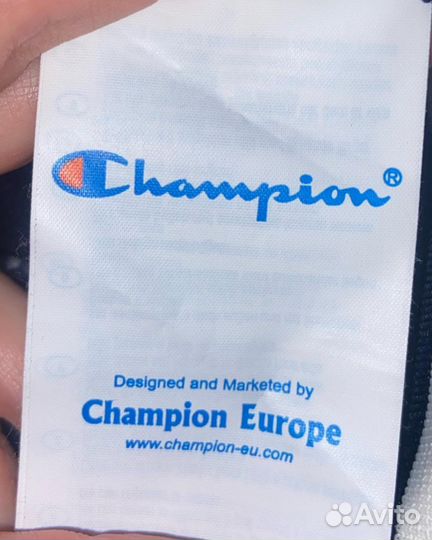 Champion®
Designed and Marketed by
Champion Europe
www.champion-eu.com
Avito